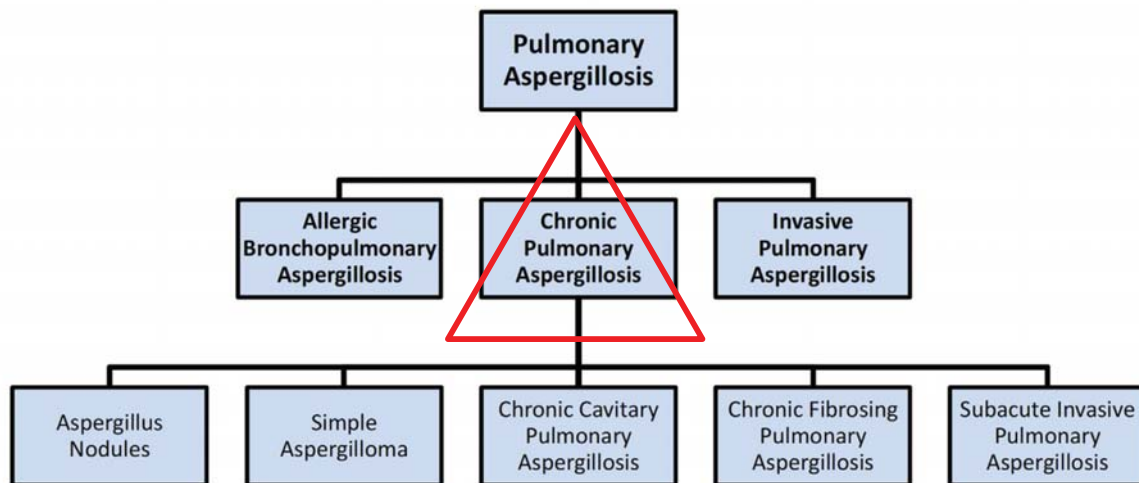 Pulmonary
Aspergillosis
Allergic
Bronchopulmonary
Aspergillosis
Chronic
Pulmonary
Aspergillosis
Invasive
Pulmonary
Aspergillosis
Aspergillus
Nodules
Simple
Aspergilloma
Chronic Cavitary
Pulmonary
Aspergillosis
Chronic Fibrosing
Pulmonary
Aspergillosis
Subacute Invasive
Pulmonary
Aspergillosis